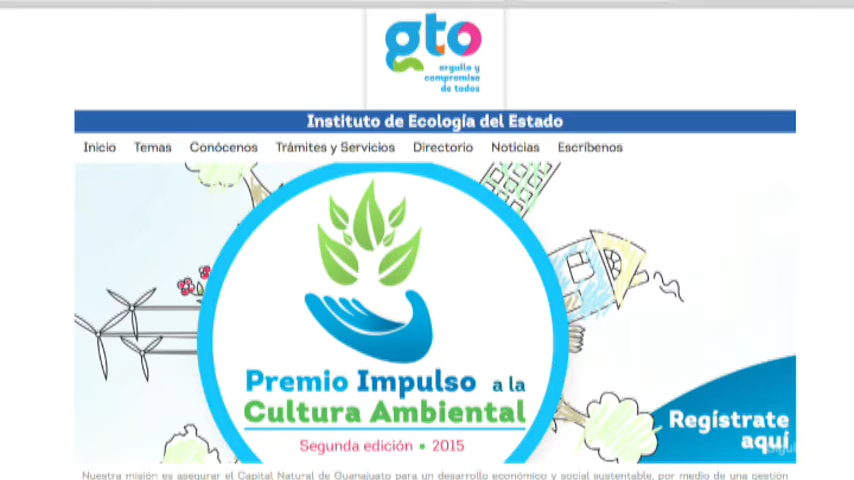 gto
orgullo y
compromiso
de todos
Instituto de Ecología del Estado
Inicio Temas Conócenos Trámites y Servicios Directorio Noticias Escríbenos
Premio Impulso a la
Cultura Ambiental
Segunda edición • 2015
Regístrate
aquí
Nuestra misión es asegurar el Capital Natural de Guanajuato para un desarrollo económico y social sustentable, por medio de una gestión